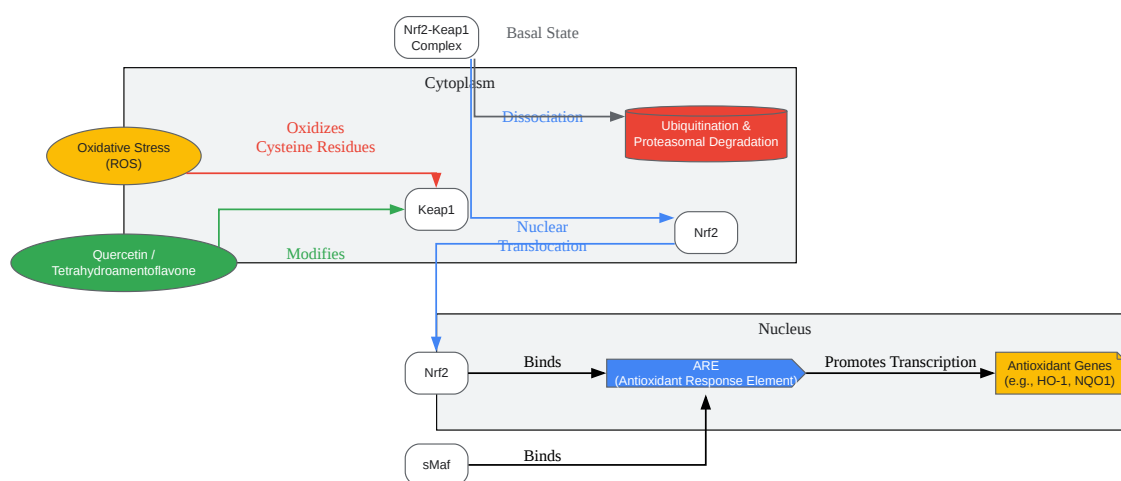 Nrf2-Keap1
Complex
Basal State
Cytoplasm
Dissociation
Ubiquitination &
Proteasomal Degradation
Oxidizes
Cysteine Residues
Oxidative Stress
(ROS)
Keap1
Nrf2
Nuclear
Translocation
Quercetin /
Tetrahydroamentoflavone
Modifies
Nucleus
Nrf2
Binds
ARE
(Antioxidant Response Element)
Promotes Transcription
Antioxidant Genes
(e.g., HO-1, NQO1)
sMaf
Binds